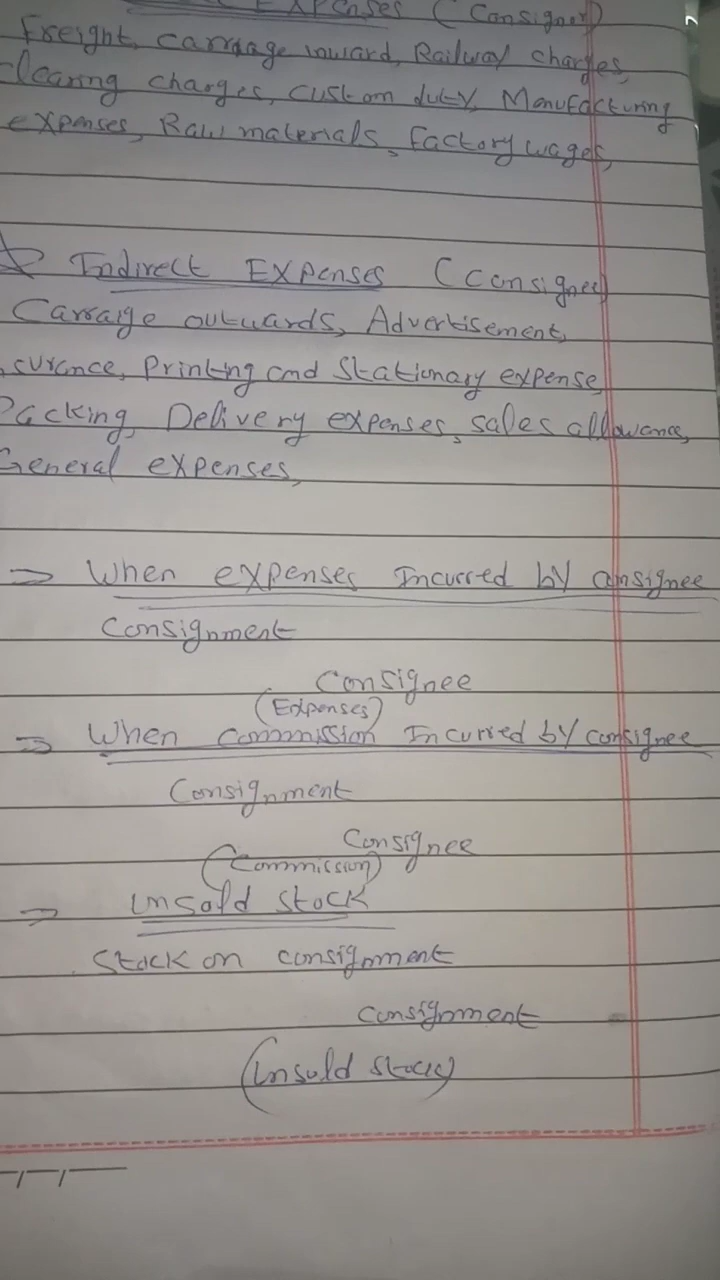 Expenses (Consignor)
Freight, carriage inward, Railway charges,
clearing charges, custom duty, Manufacturing
expenses, Raw materials, Factory wages,
Indirect Expenses (Consignee)
Carraige outwards, Advertisement,
surance, Printing and Stationary expense,
Packing, Delivery expenses, sales allowance,
General expenses,
⇒ When expenses Incurred by consignee
Consignment
Consignee
(Expenses)
⇒ When commission Incurred by consignee
Consignment
Consignee
(Commission)
⇒ Unsold stock
Stock on consignment
Consignment
(Unsold stock)